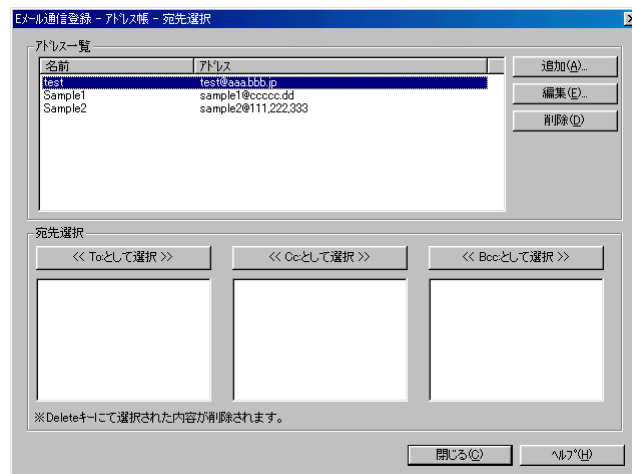 Eメール通信登録 - アドレス帳 - 宛先選択
アドレス一覧
名前 アドレス
test test@aaa.bbb.jp
Sample1 sample1@ccccc.dd
Sample2 sample2@111,222,333
追加(A)...
編集(E)...
削除(D)
宛先選択
<< To:として選択 >> << Cc:として選択 >> << Bcc:として選択 >>
※Deleteキーにて選択された内容が削除されます。
閉じる(C) ヘルプ(H)